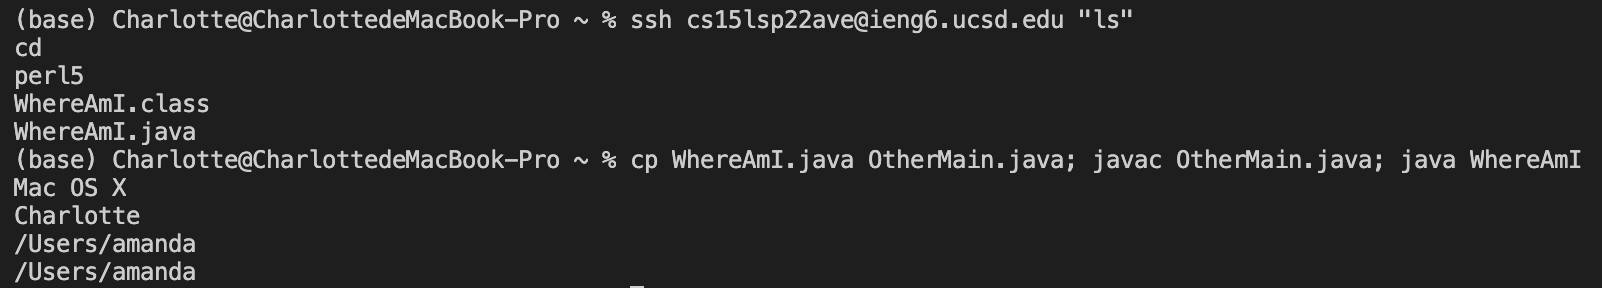 (base) Charlotte@CharlottedeMacBook-Pro ~ % ssh cs15lsp22ave@ieng6.ucsd.edu "ls"
cd
perl5
WhereAmI.class
WhereAmI.java
(base) Charlotte@CharlottedeMacBook-Pro ~ % cp WhereAmI.java OtherMain.java; javac OtherMain.java; java WhereAmI
Mac OS X
Charlotte
/Users/amanda
/Users/amanda